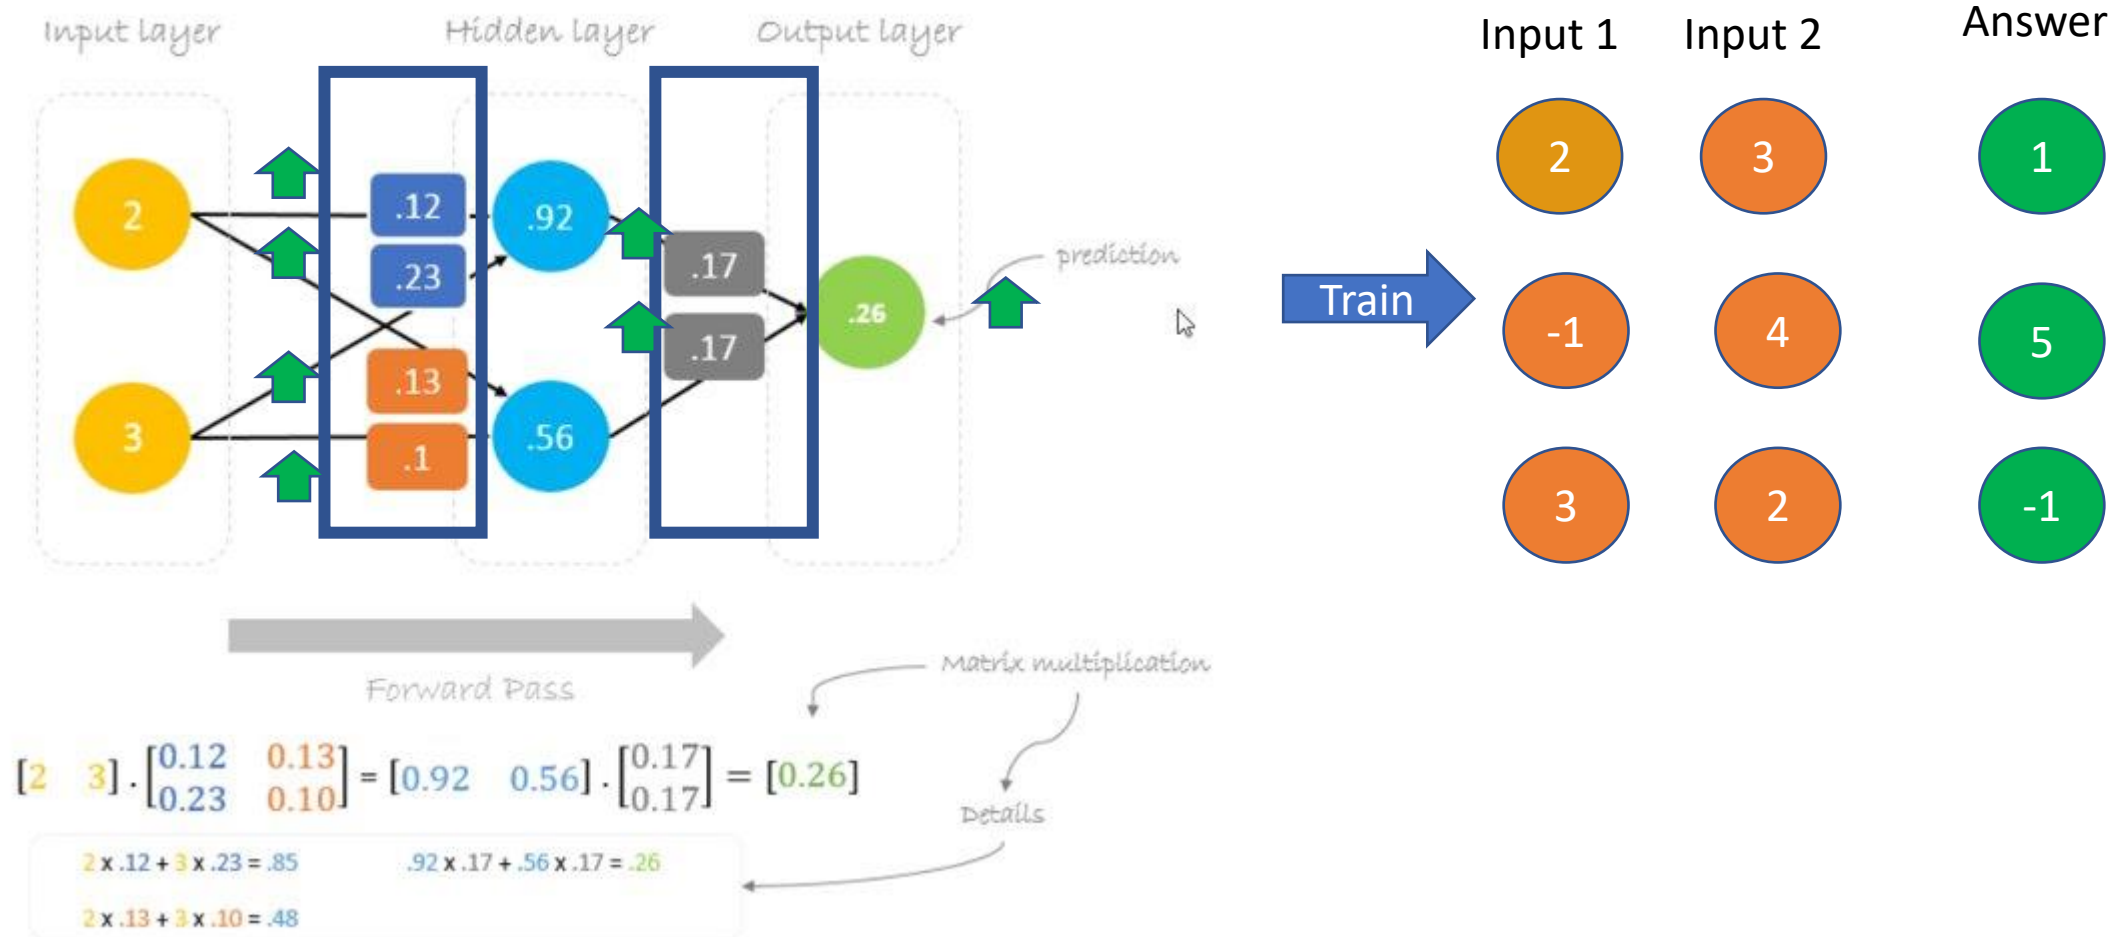 Input layer
Hidden layer
Output layer
Input 1
Input 2
Answer
2
3
1
2
.12
.92
.23
.17
prediction
.26
Train
-1
4
5
.17
.13
3
.1
.56
3
2
-1
Forward Pass
Matrix multiplication
[2 3] . [0.12 0.13
0.23 0.10] = [0.92 0.56] . [0.17
0.17] = [0.26]
Details
2 x .12 + 3 x .23 = .85
.92 x .17 + .56 x .17 = .26
2 x .13 + 3 x .10 = .48